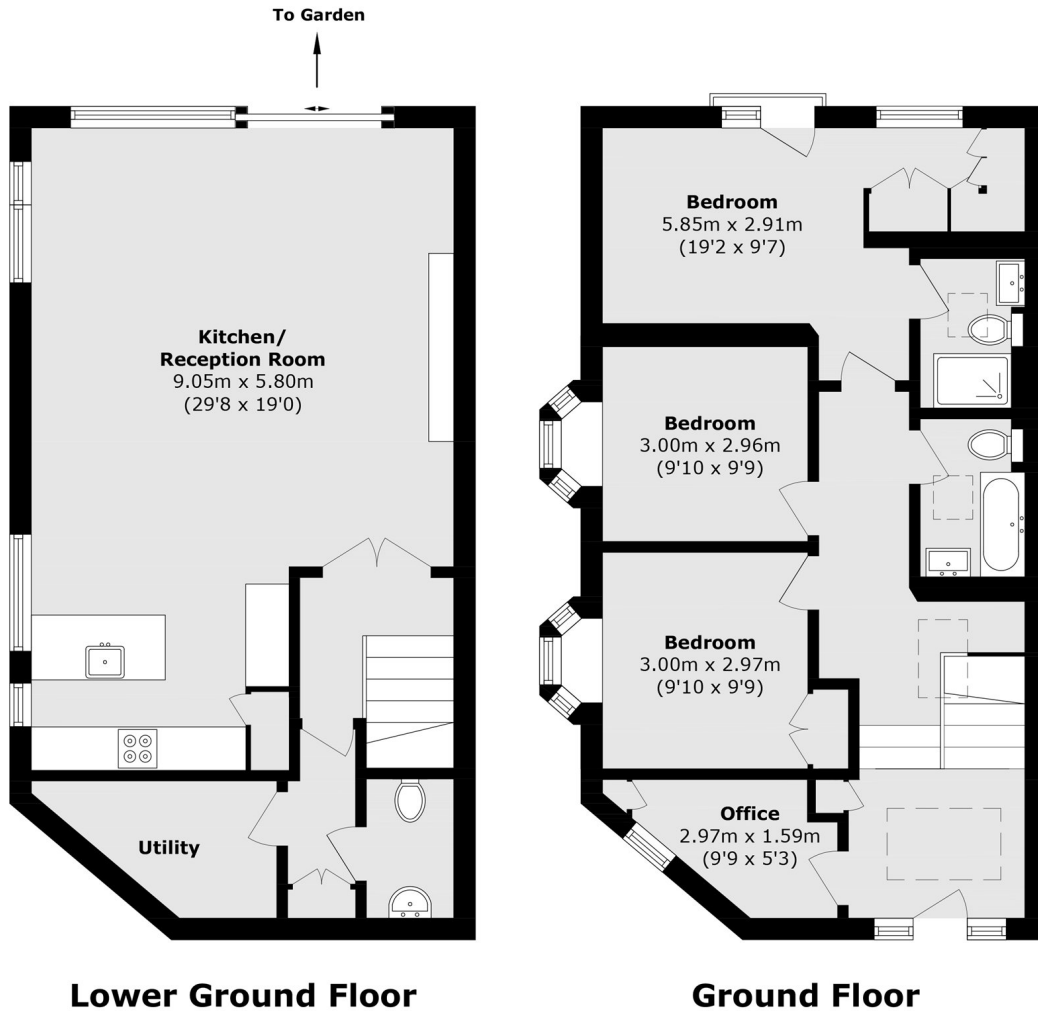 To Garden
Kitchen/
Reception Room
9.05m x 5.80m
(29'8 x 19'0)
Utility
Lower Ground Floor
Bedroom
5.85m x 2.91m
(19'2 x 9'7)
Bedroom
3.00m x 2.96m
(9'10 x 9'9)
Bedroom
3.00m x 2.97m
(9'10 x 9'9)
Office
2.97m x 1.59m
(9'9 x 5'3)
Ground Floor